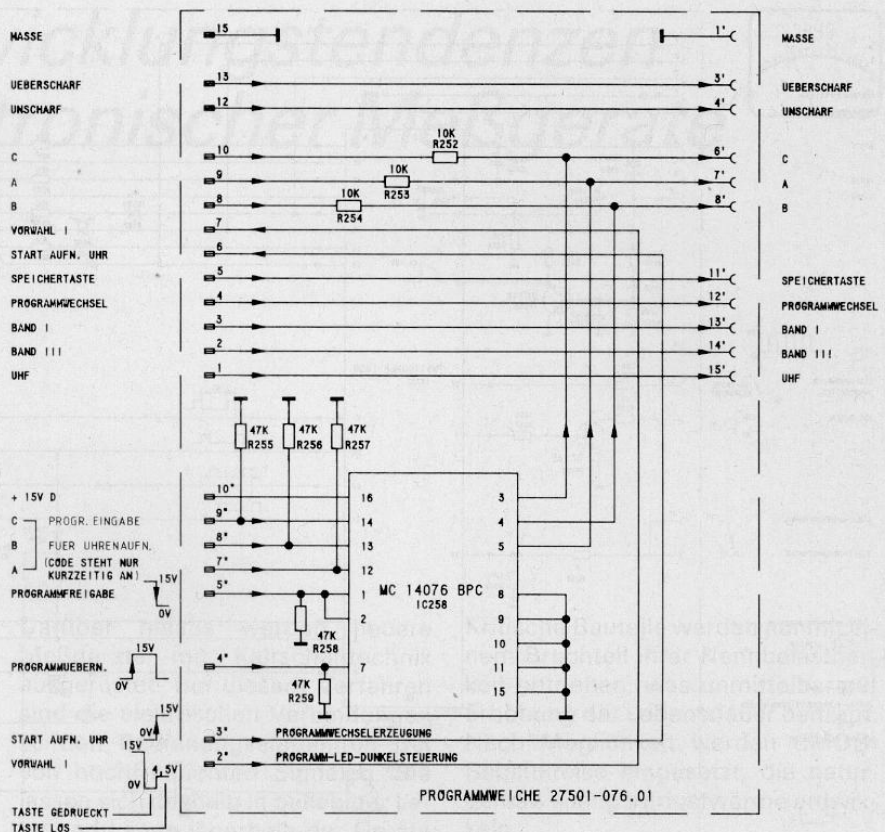 MASSE 15 1' MASSE
UEBERSCHARF 13 3' UEBERSCHARF
UNSCHARF 12 4' UNSCHARF
10K
R252
C 10 6' C
10K
R253
A 9 7' A
10K
R254
B 8 8' B
VORWAHL I 7
START AUFN. UHR 6
SPEICHERTASTE 5 11' SPEICHERTASTE
PROGRAMMWECHSEL 4 12' PROGRAMMWECHSEL
BAND I 3 13' BAND I
BAND III 2 14' BAND III
UHF 1 15' UHF
47K 47K 47K
R255 R256 R257
+ 15V D 10" 16 3
C PROGR. EINGABE 9" 14 4
B FUER UHRENAUFN. 8" 13 5
A (CODE STEHT NUR KURZZEITIG AN) 7" 12
15V
0V
MC 14076 BPC
IC258
PROGRAMMFREIGABE 5" 1 8
2 9
47K
R258
10
15V
0V
PROGRAMMUEBERN. 4" 7 15
47K
R259
15V
0V
START AUFN. UHR 3" PROGRAMMWECHSELERZEUGUNG
15V
1,5V
VORWAHL I 2" PROGRAMM-LED-DUNKELSTEUERUNG
PROGRAMMWEICHE 27501-076.01
TASTE GEDRUECKT
TASTE LÖS